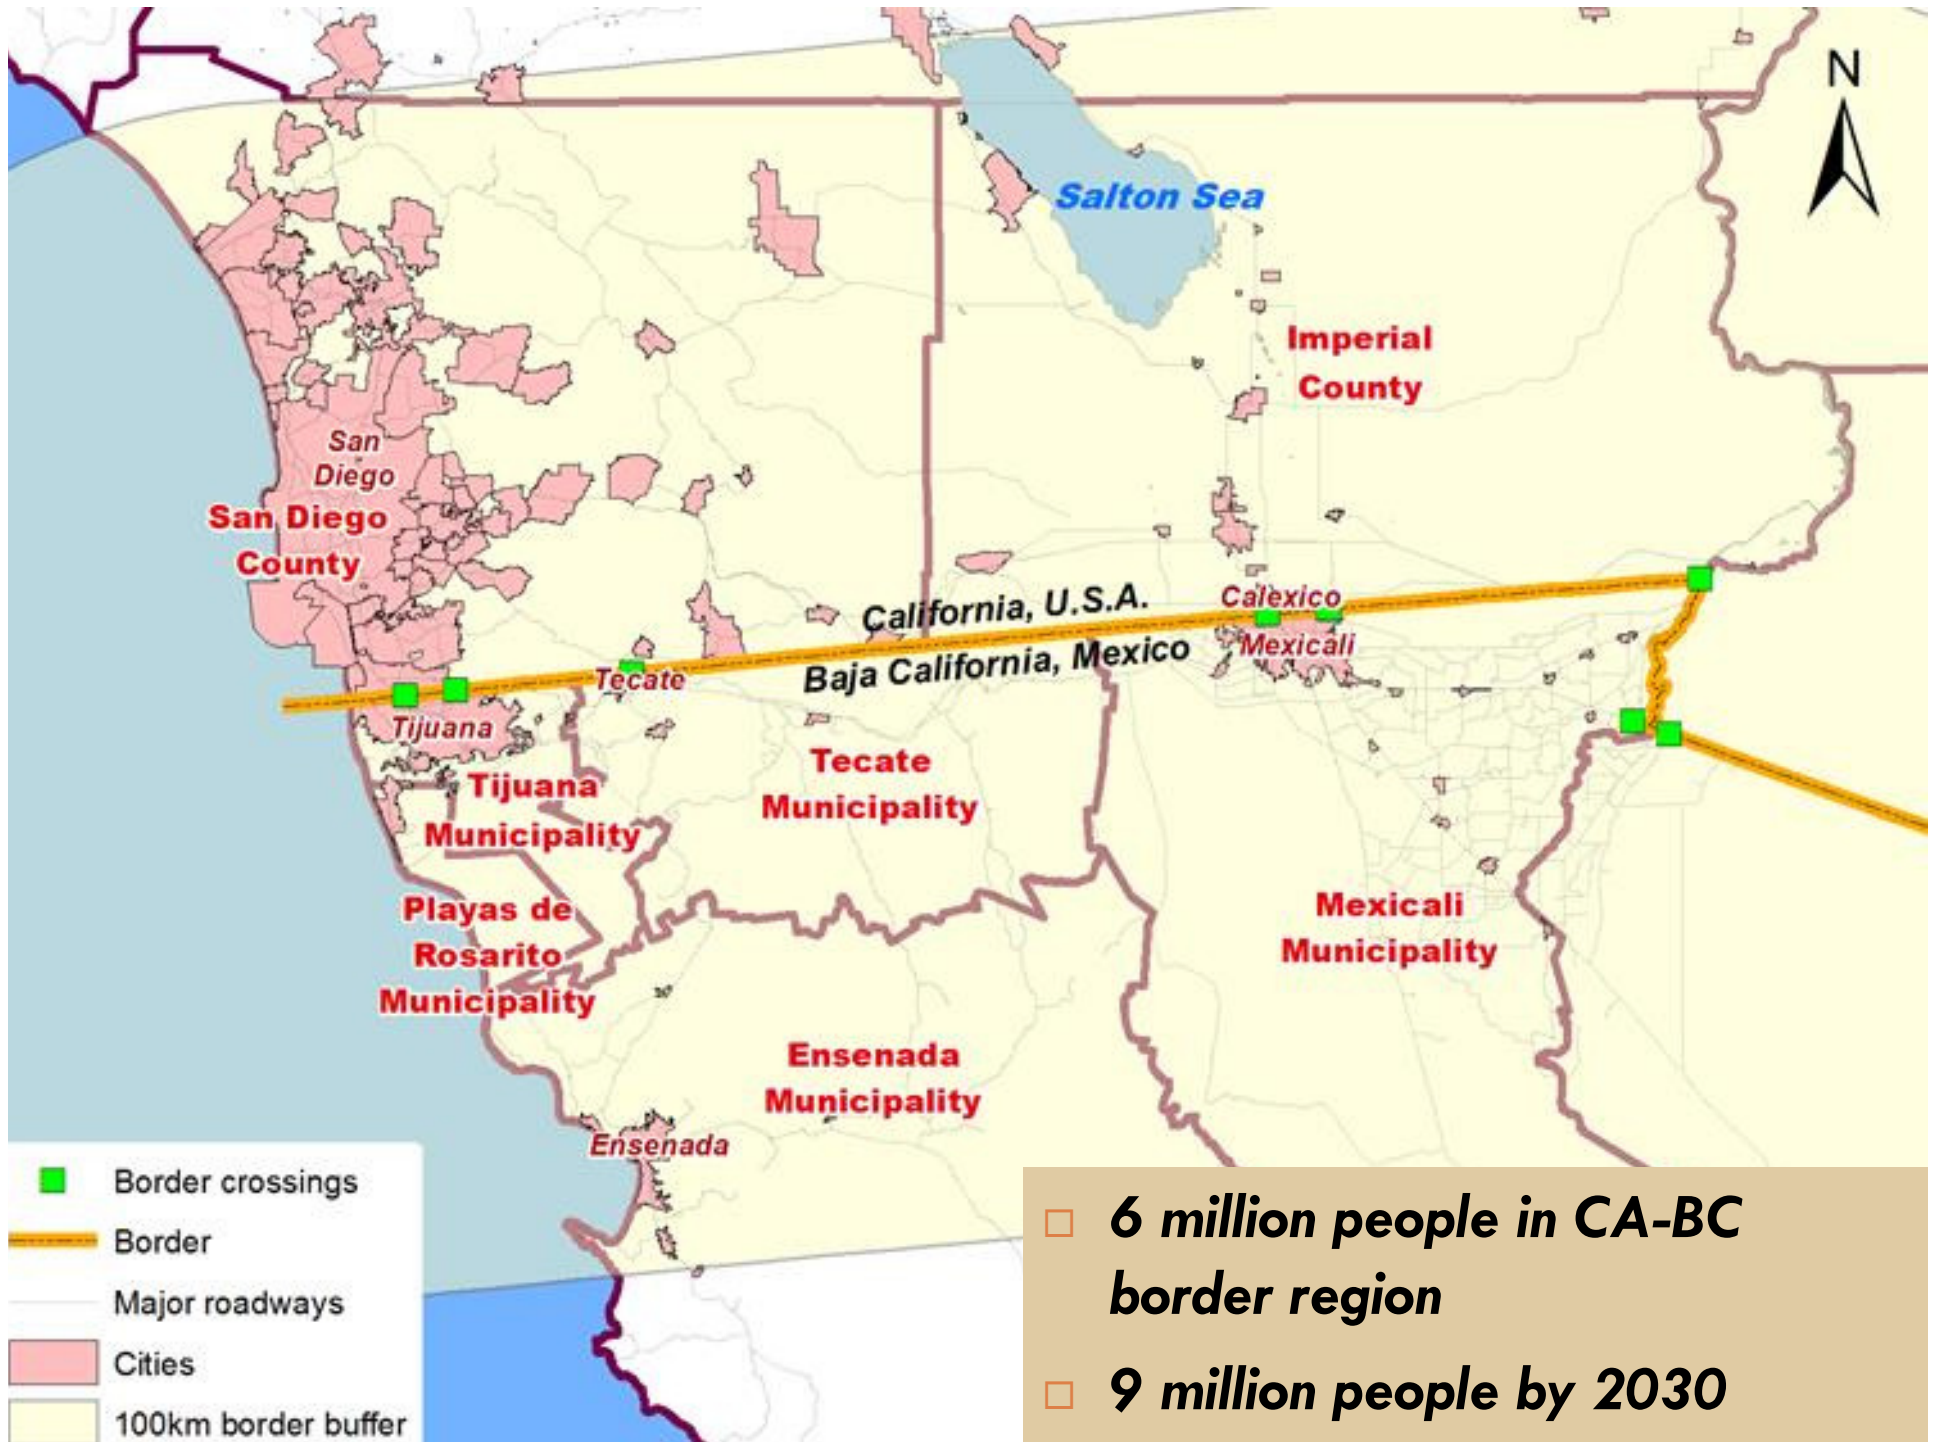 N
Salton Sea
Imperial
County
San
Diego
San Diego
County
California, U.S.A.
Calexico
Baja California, Mexico
Mexicali
Tecate
Tijuana
Tecate
Municipality
Tijuana
Municipality
Playas de
Rosarito
Municipality
Mexicali
Municipality
Ensenada
Municipality
Ensenada
Border crossings
Border
Major roadways
Cities
100km border buffer
6 million people in CA-BC
border region
9 million people by 2030